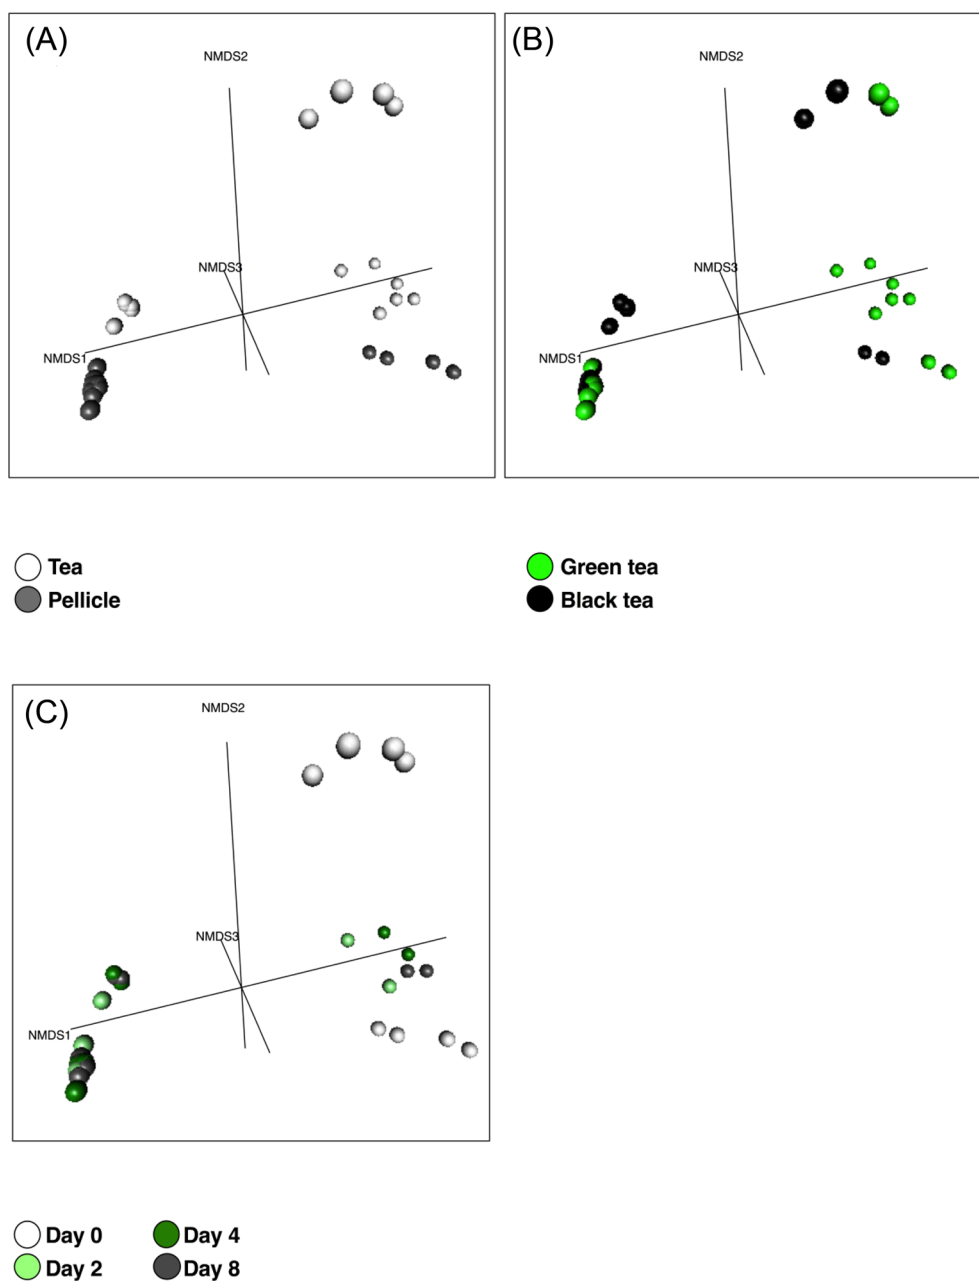 (A)
NMDS2
NMDS3
NMDS1
(B)
NMDS2
NMDS3
NMDS1
Tea
Pellicle
Green tea
Black tea
(C)
NMDS2
NMDS3
NMDS1
Day 0
Day 4
Day 2
Day 8